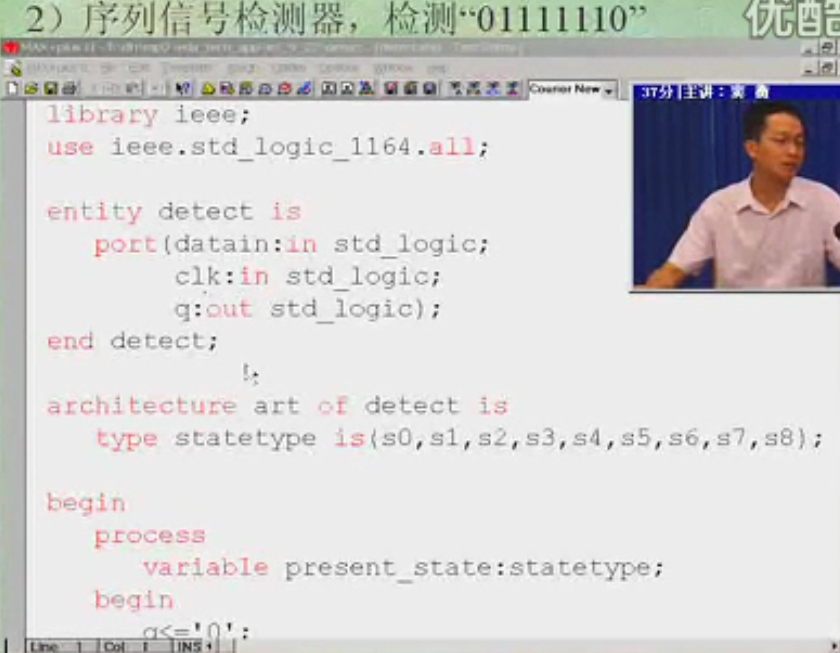 2）序列信号检测器，检测“01111110”
优酷
Courier New
37分|主讲：
library ieee;
use ieee.std_logic_1164.all;
entity detect is
port(datain:in std_logic;
clk:in std_logic;
q:out std_logic);
end detect;
architecture art of detect is
type statetype is(s0,s1,s2,s3,s4,s5,s6,s7,s8);
begin
process
variable present_state:statetype;
begin
q<='0';
Line 1 Col 1 INS